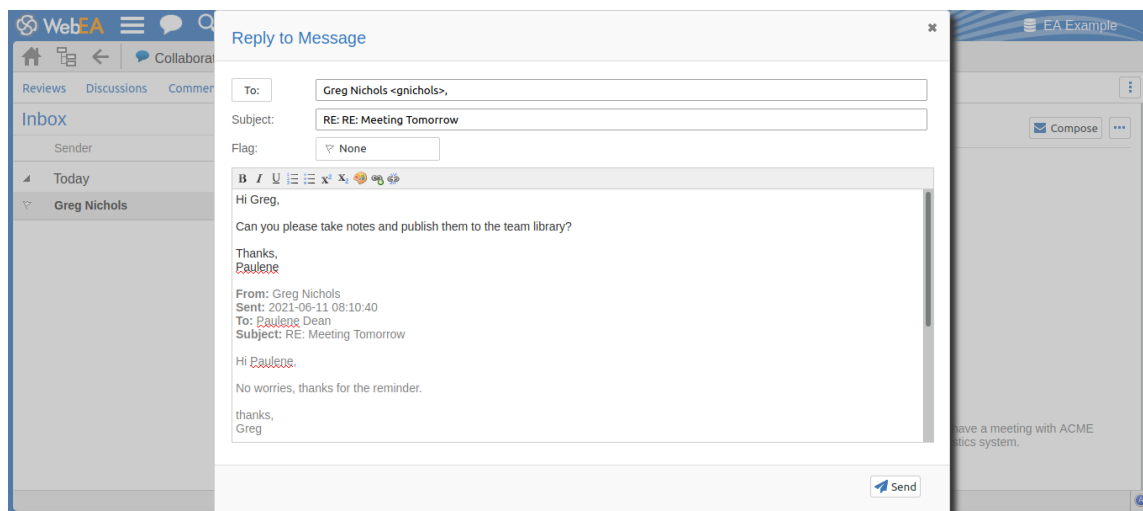 WebEA
EA Example
Collaborat
Reviews Discussions Commer
Inbox
Compose
Sender
Today
Greg Nichols
Reply to Message
To: Greg Nichols <gnichols>,
Subject: RE: RE: Meeting Tomorrow
Flag: None
B I U x² x₂
Hi Greg,
Can you please take notes and publish them to the team library?
Thanks,
Paulene
From: Greg Nichols
Sent: 2021-06-11 08:10:40
To: Paulene Dean
Subject: RE: Meeting Tomorrow
Hi Paulene,
No worries, thanks for the reminder.
thanks,
Greg
have a meeting with ACME
stics system.
Send